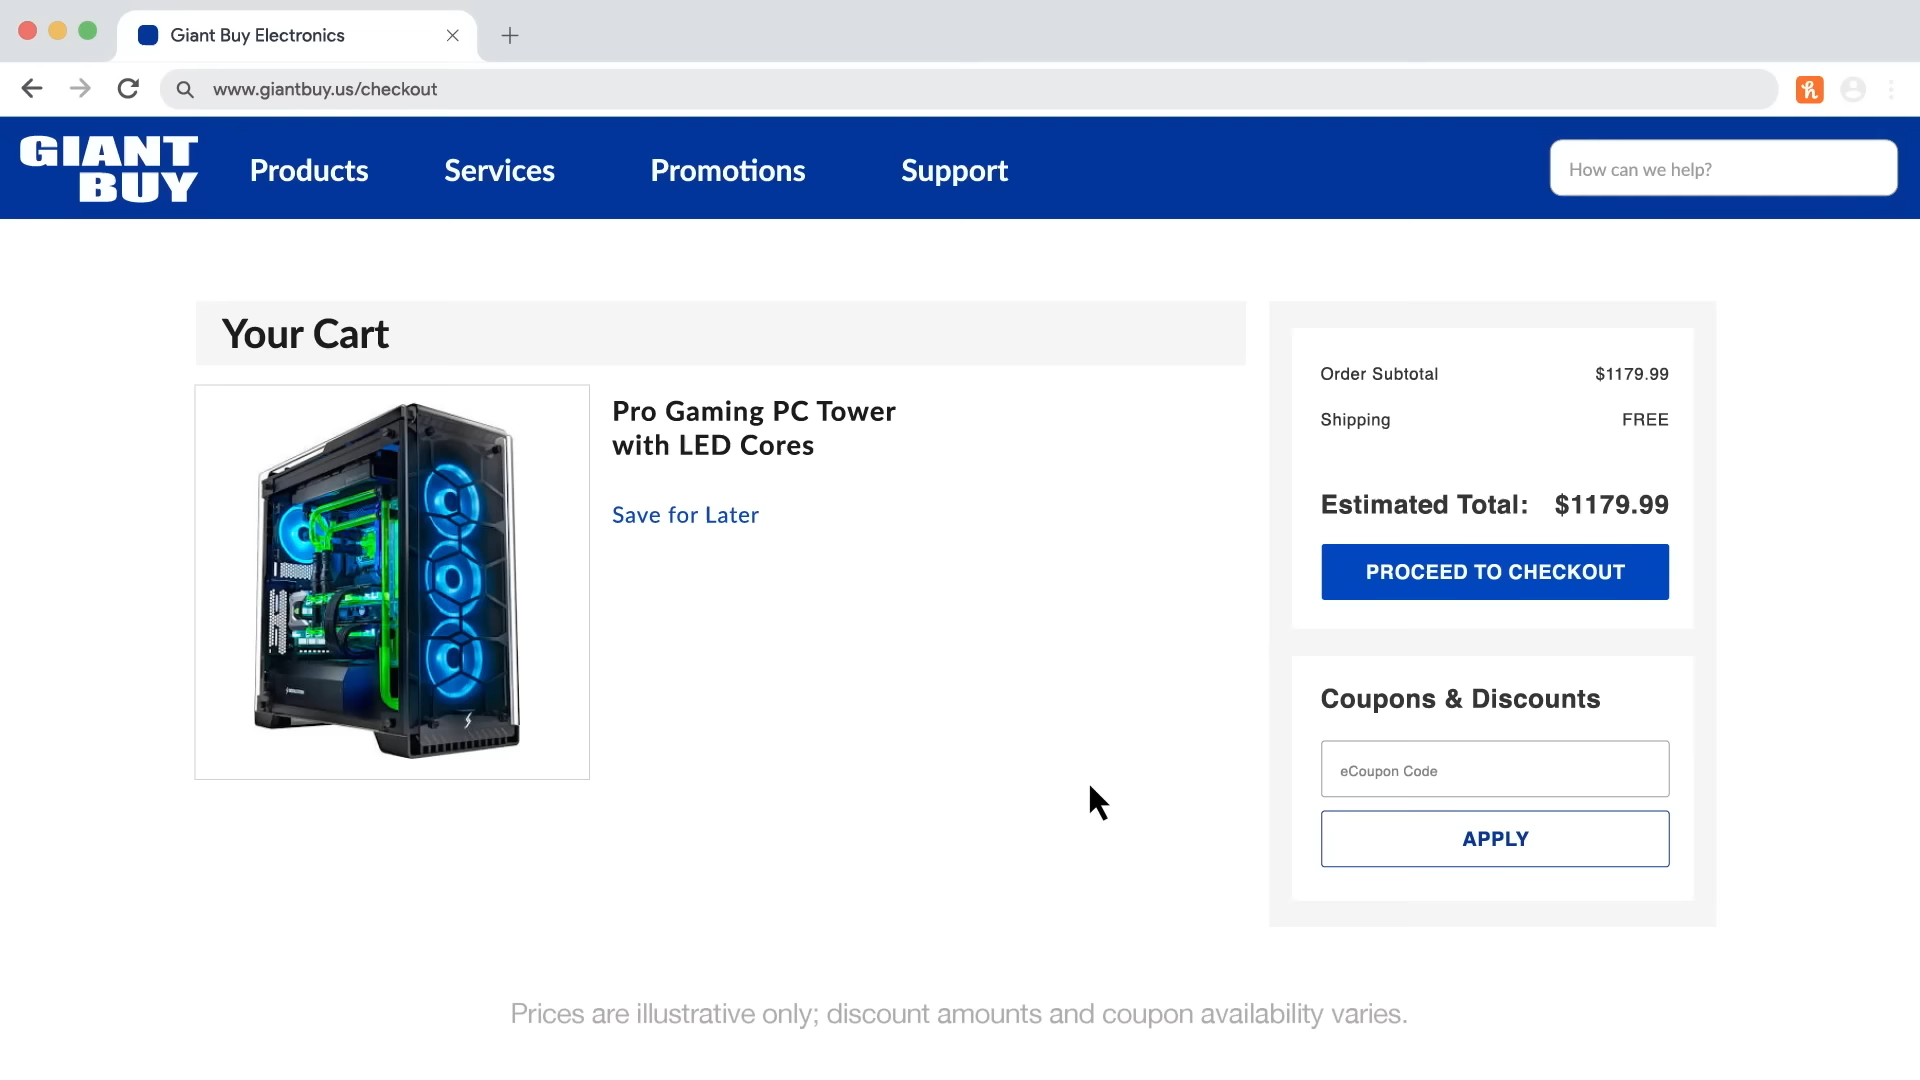 Giant Buy Electronics
www.giantbuy.us/checkout
GIANT
BUY
Products
Services
Promotions
Support
How can we help?
Your Cart
Pro Gaming PC Tower
with LED Cores
Save for Later
Order Subtotal $1179.99
Shipping FREE
Estimated Total: $1179.99
PROCEED TO CHECKOUT
Coupons & Discounts
eCoupon Code
APPLY
Prices are illustrative only; discount amounts and coupon availability varies.